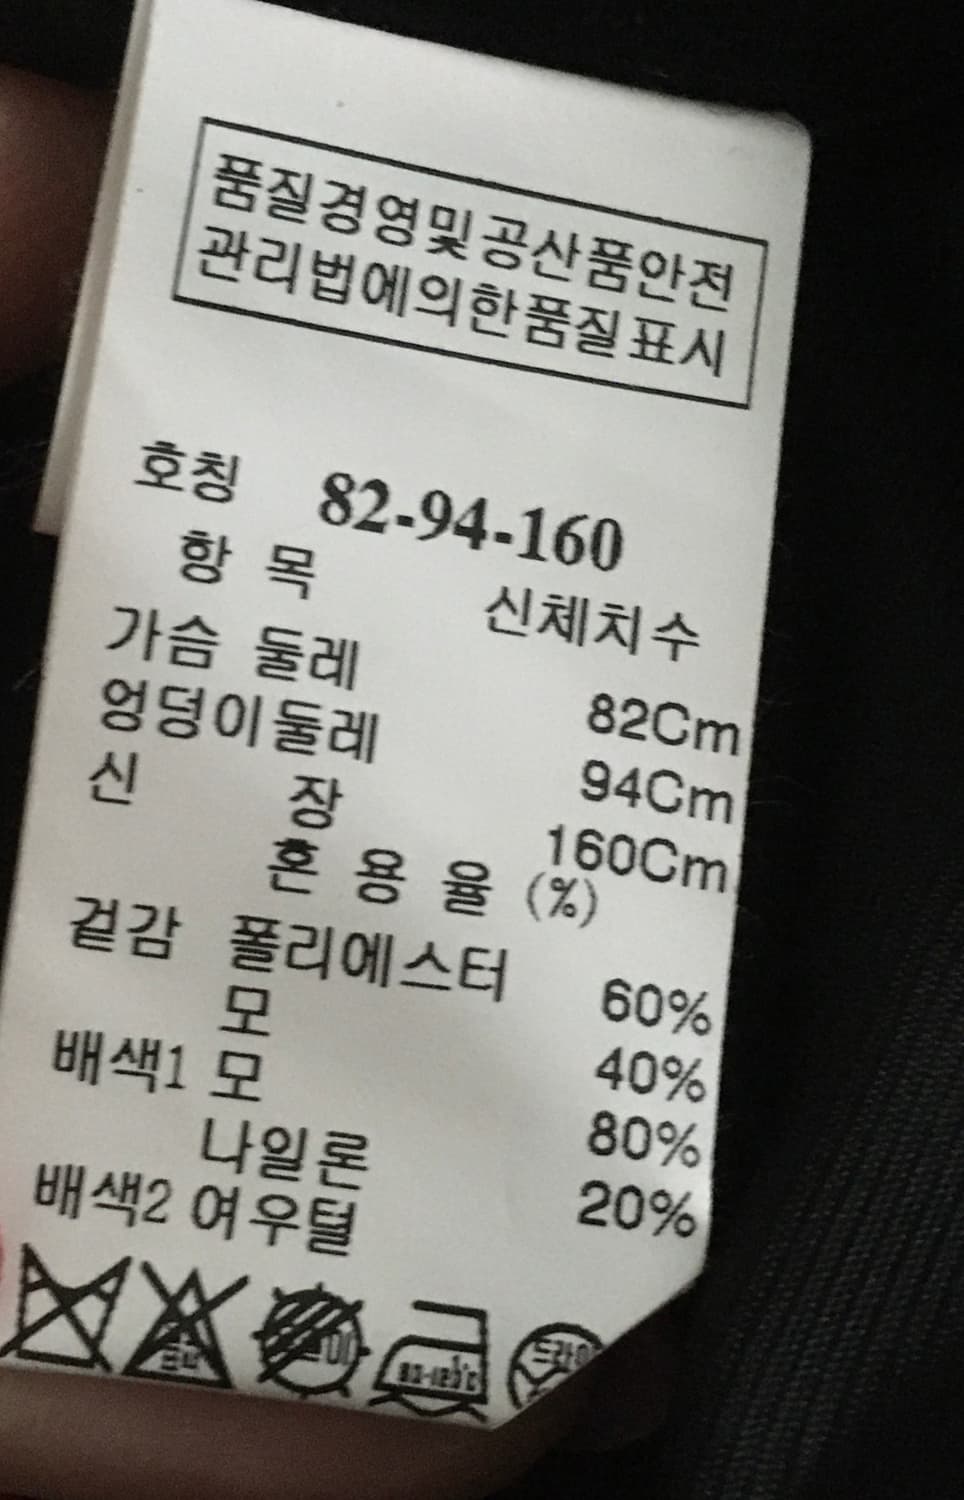 품질경영및공산품안전
관리법에의한품질표시
호칭 82-94-160
항 목 신체치수
가슴 둘레 82Cm
엉덩이둘레 94Cm
신 장 160Cm
혼 용 율 (%)
겉감 폴리에스터 60%
모 40%
배색1 모 80%
나일론 20%
배색2 여우털